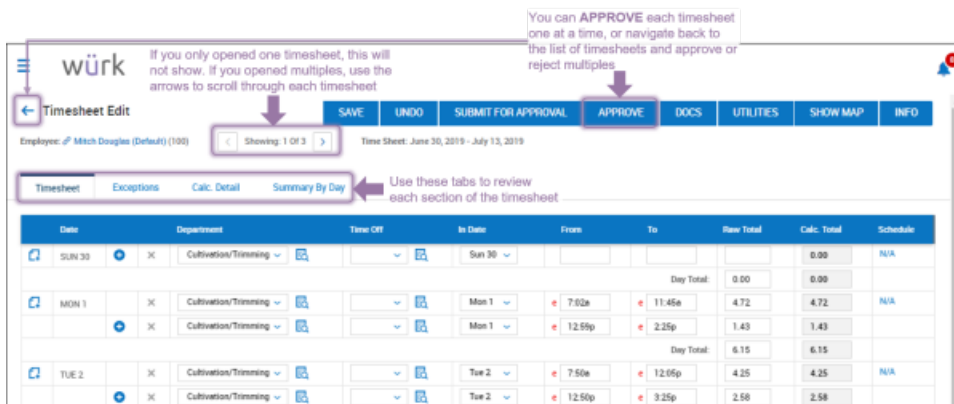 You can APPROVE each timesheet
one at a time, or navigate back to
the list of timesheets and approve or
reject multiples
If you only opened one timesheet, this will
not show. If you opened multiples, use the
arrows to scroll through each timesheet
würk
Timesheet Edit
SAVE UNDO SUBMIT FOR APPROVAL APPROVE DOCS UTILITIES SHOW MAP INFO
Employee: Mitch Douglas (Default) (100) < Showing: 1 Of 3 > Time Sheet: June 30, 2019 - July 13, 2019
Timesheet Exceptions Calc. Detail Summary By Day
Use these tabs to review
each section of the timesheet
Date Department Time Off In Date From To Raw Total Calc. Total Schedule
SUN 30 Cultivation/Trimming Sun 30 0.00 N/A
Day Total: 0.00 0.00
MON 1 Cultivation/Trimming Mon 1 e 7:02a e 11:45a 4.72 4.72 N/A
Cultivation/Trimming Mon 1 e 12:59p e 2:25p 1.43 1.43
Day Total: 6.15 6.15
TUE 2 Cultivation/Trimming Tue 2 e 7:50a e 12:05p 4.25 4.25 N/A
Cultivation/Trimming Tue 2 e 12:50p e 3:25p 2.58 2.58